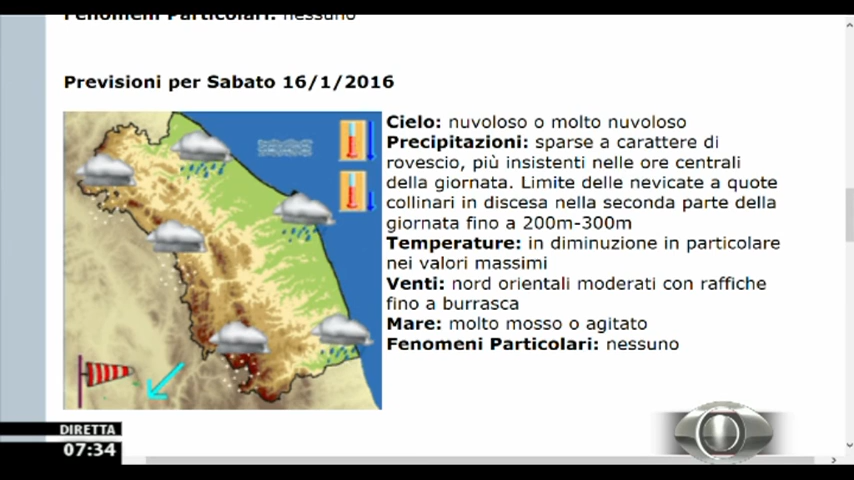 Fenomeni Particolari: nessuno
Previsioni per Sabato 16/1/2016
Cielo: nuvoloso o molto nuvoloso
Precipitazioni: sparse a carattere di
rovescio, più insistenti nelle ore centrali
della giornata. Limite delle nevicate a quote
collinari in discesa nella seconda parte della
giornata fino a 200m-300m
Temperature: in diminuzione in particolare
nei valori massimi
Venti: nord orientali moderati con raffiche
fino a burrasca
Mare: molto mosso o agitato
Fenomeni Particolari: nessuno
DIRETTA
07:34